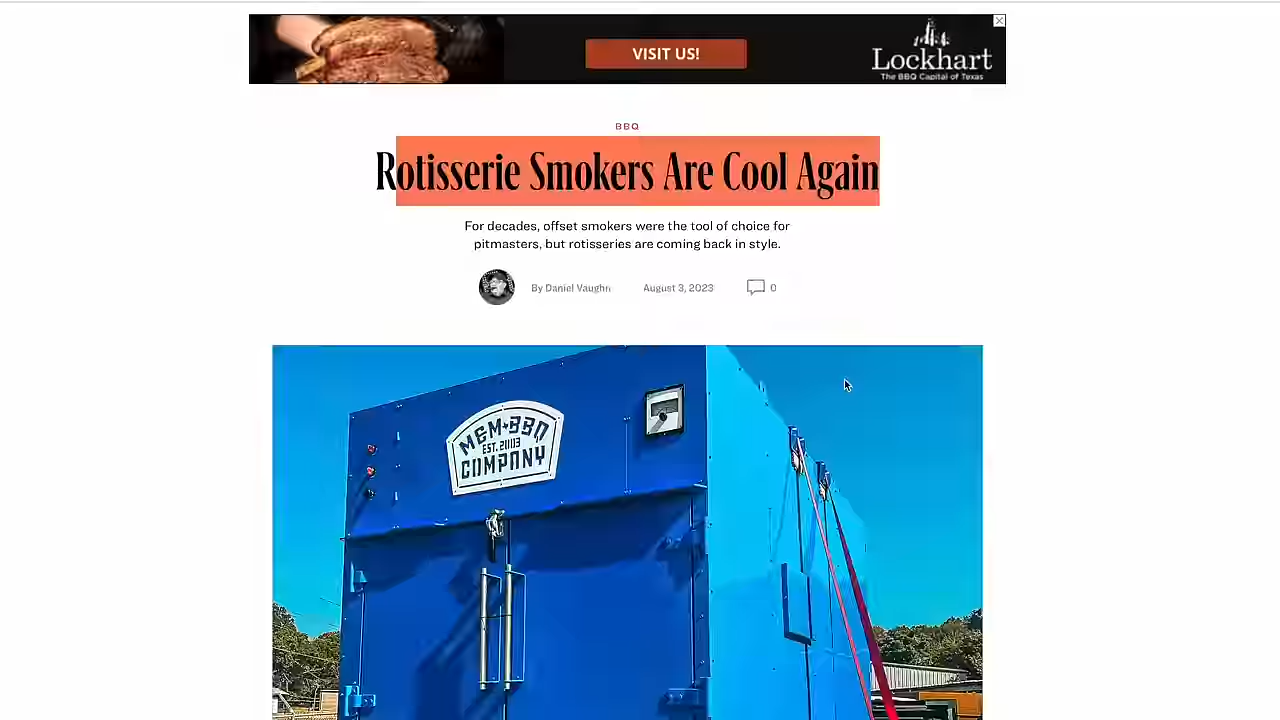 VISIT US!
Lockhart
The BBQ Capital of Texas
BBQ
Rotisserie Smokers Are Cool Again
For decades, offset smokers were the tool of choice for
pitmasters, but rotisseries are coming back in style.
By Daniel Vaughn
August 3, 2023
0
M&M BBQ
EST. 2003
COMPANY